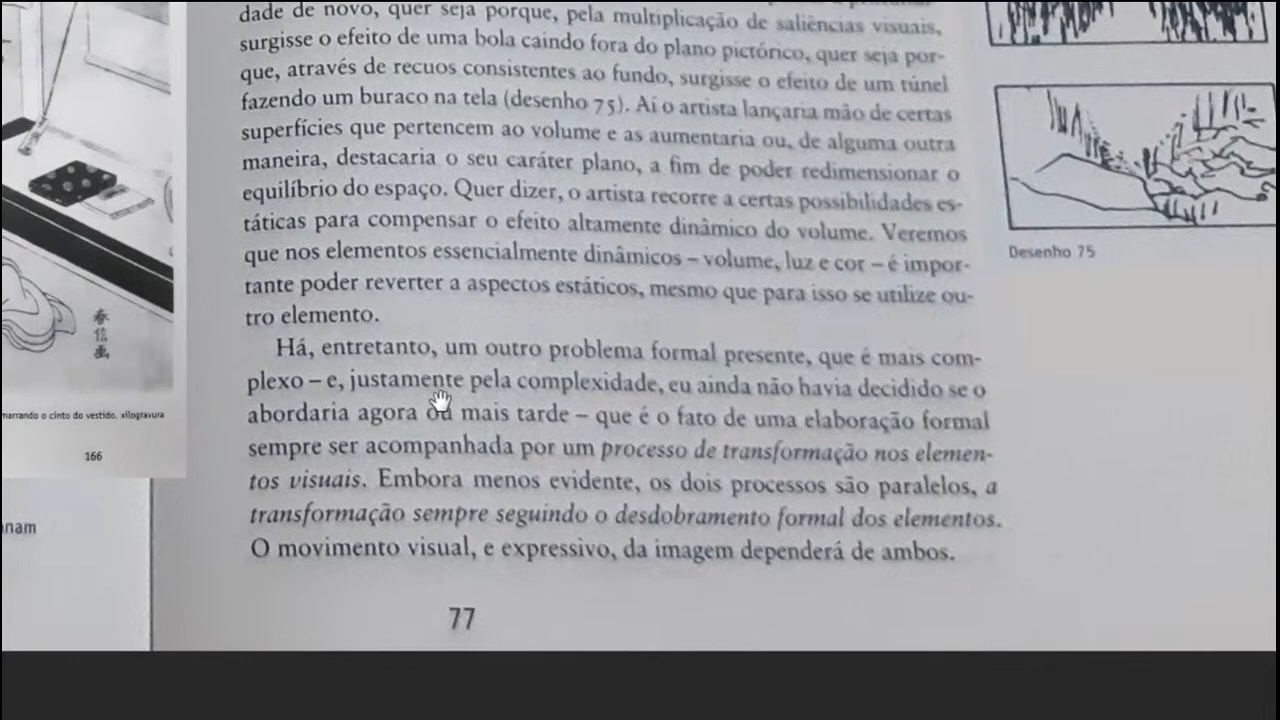 dade de novo, quer seja porque, pela multiplicação de saliências visuais,
surgisse o efeito de uma bola caindo fora do plano pictórico, quer seja por-
que, através de recuos consistentes ao fundo, surgisse o efeito de um túnel
fazendo um buraco na tela (desenho 75). Aí o artista lançaria mão de certas
superfícies que pertencem ao volume e as aumentaria ou, de alguma outra
maneira, destacaria o seu caráter plano, a fim de poder redimensionar o
equilíbrio do espaço. Quer dizer, o artista recorre a certas possibilidades es-
táticas para compensar o efeito altamente dinâmico do volume. Veremos
que nos elementos essencialmente dinâmicos – volume, luz e cor – é impor-
tante poder reverter a aspectos estáticos, mesmo que para isso se utilize ou-
tro elemento.
Há, entretanto, um outro problema formal presente, que é mais com-
plexo – e, justamente pela complexidade, eu ainda não havia decidido se o
abordaria agora ou mais tarde – que é o fato de uma elaboração formal
sempre ser acompanhada por um processo de transformação nos elemen-
tos visuais. Embora menos evidente, os dois processos são paralelos, a
transformação sempre seguindo o desdobramento formal dos elementos.
O movimento visual, e expressivo, da imagem dependerá de ambos.
77
Desenho 75
春信画
marrando o cinto do vestido, xilogravura
166
nam